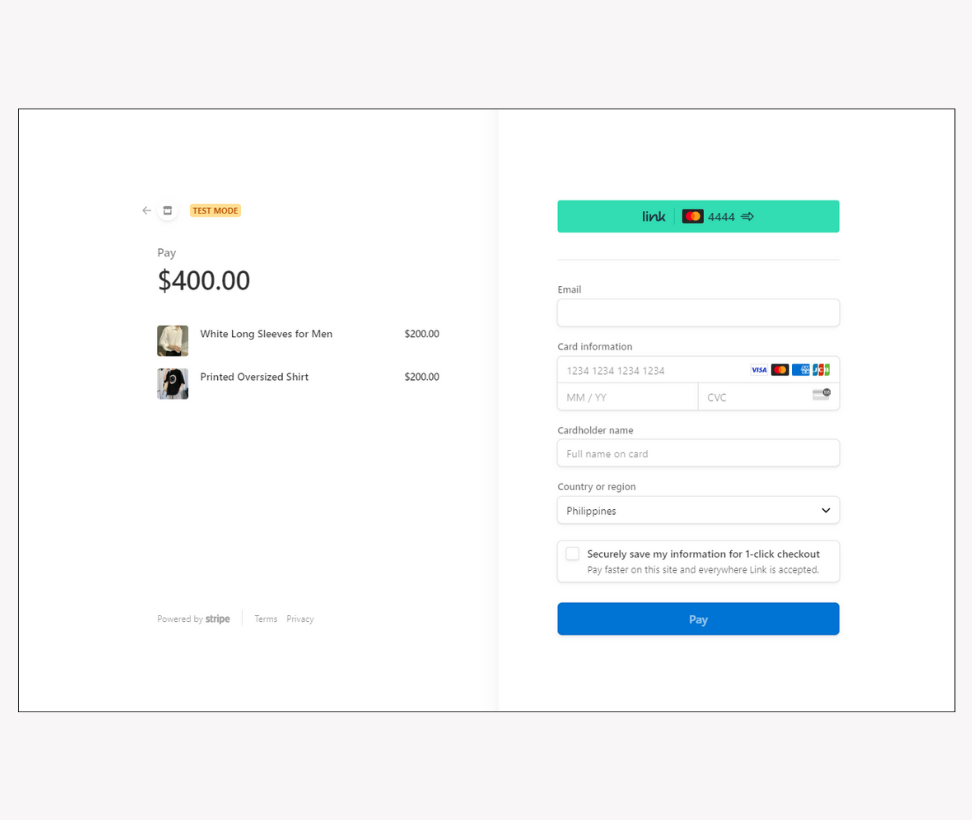 TEST MODE
Pay
$400.00
White Long Sleeves for Men $200.00
Printed Oversized Shirt $200.00
Powered by stripe Terms Privacy
link 4444
Email
Card information
1234 1234 1234 1234 VISA JCB
MM / YY CVC
Cardholder name
Full name on card
Country or region
Philippines
Securely save my information for 1-click checkout
Pay faster on this site and everywhere Link is accepted.
Pay